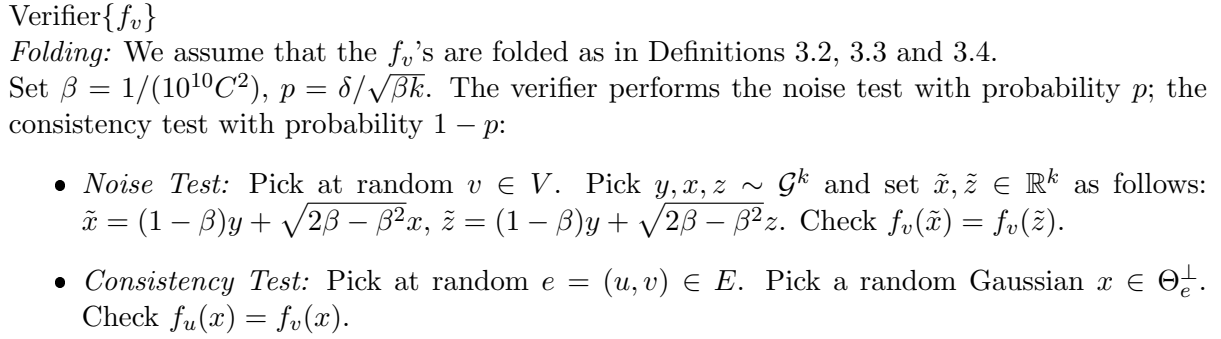 Verifier{f_v}
Folding: We assume that the f_v's are folded as in Definitions 3.2, 3.3 and 3.4.
Set β = 1/(10^{10}C^2), p = δ/√(βk). The verifier performs the noise test with probability p; the
consistency test with probability 1 − p:
• Noise Test: Pick at random v ∈ V. Pick y, x, z ∼ 𝒢^k and set x̃, z̃ ∈ ℝ^k as follows:
x̃ = (1 − β)y + √(2β − β^2)x, z̃ = (1 − β)y + √(2β − β^2)z. Check f_v(x̃) = f_v(z̃).
• Consistency Test: Pick at random e = (u, v) ∈ E. Pick a random Gaussian x ∈ Θ_e^⊥.
Check f_u(x) = f_v(x).